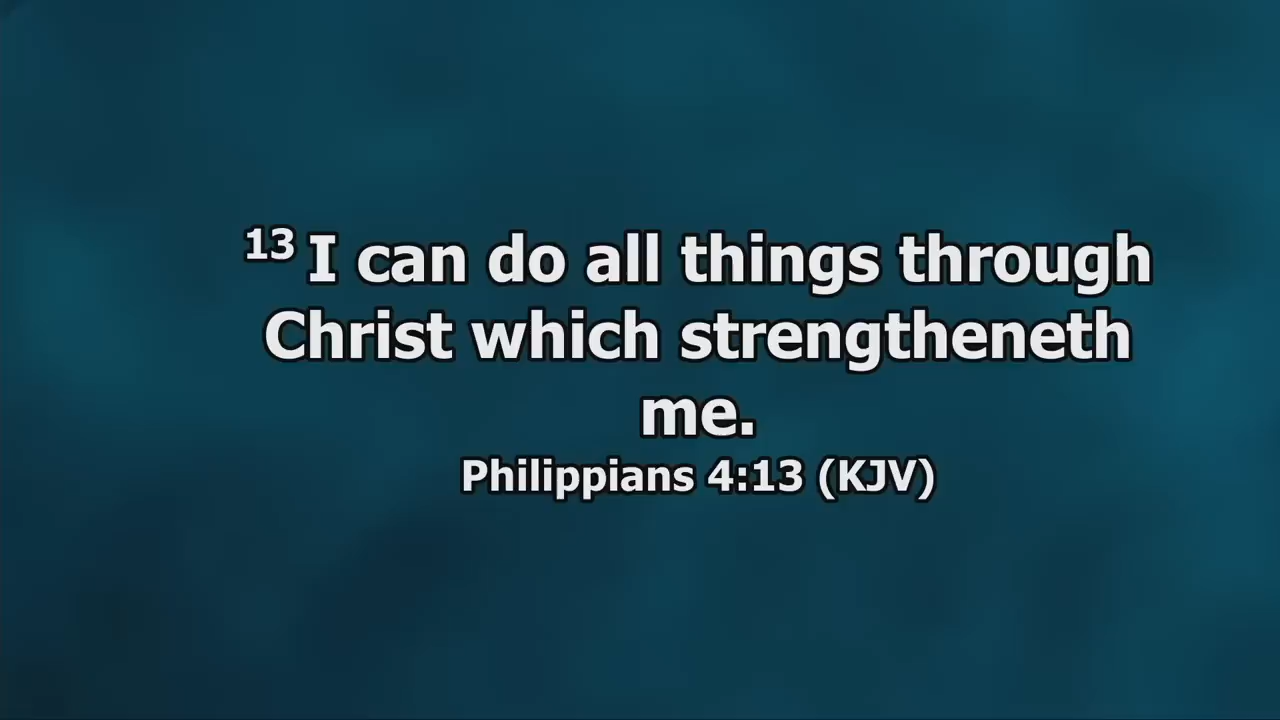 13 I can do all things through
Christ which strengtheneth
me.
Philippians 4:13 (KJV)